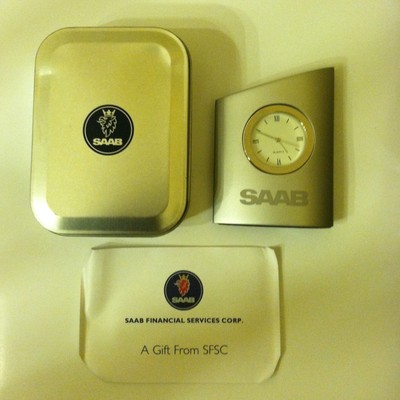 SAAB
SAAB
SAAB
SAAB FINANCIAL SERVICES CORP.
A Gift From SFSC